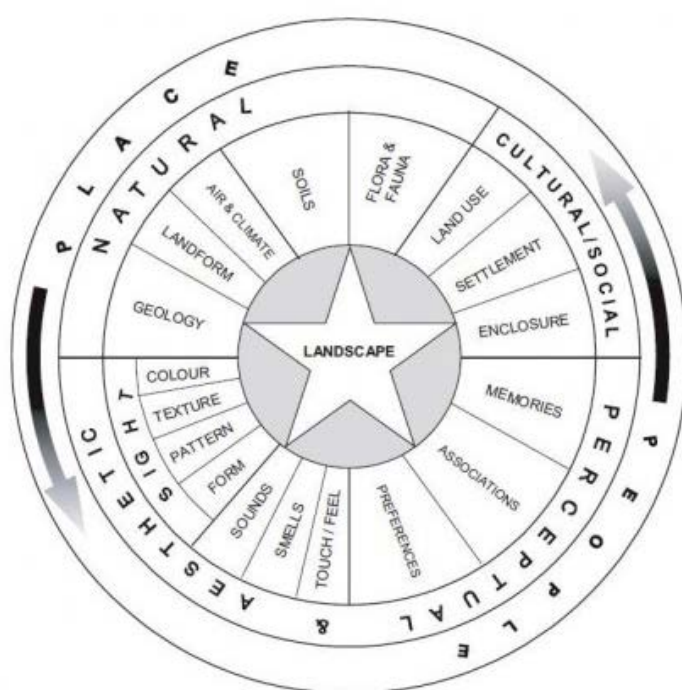 PLACE
NATURAL
CULTURAL/SOCIAL
GEOLOGY
LANDFORM
AIR & CLIMATE
SOILS
FLORA &
FAUNA
LAND USE
SETTLEMENT
ENCLOSURE
LANDSCAPE
COLOUR
TEXTURE
PATTERN
FORM
SIGHT
SOUNDS
SMELLS
TOUCH / FEEL
PREFERENCES
ASSOCIATIONS
MEMORIES
AESTHETIC & PERCEPTUAL
PEOPLE